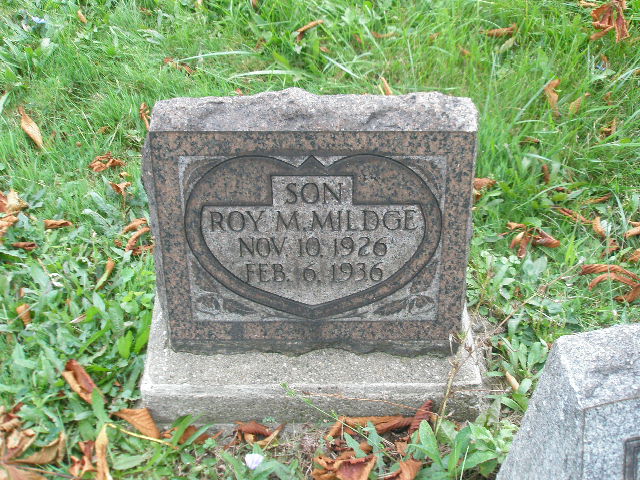 SON
ROY M. MILDGE
NOV. 10, 1926
FEB. 6, 1936